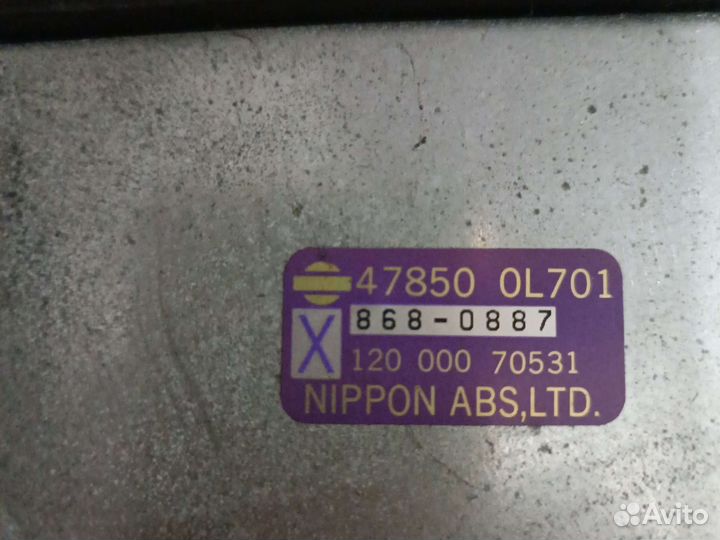 47850 0L701
868-0887
X
120 000 70531
NIPPON ABS,LTD.
Avito